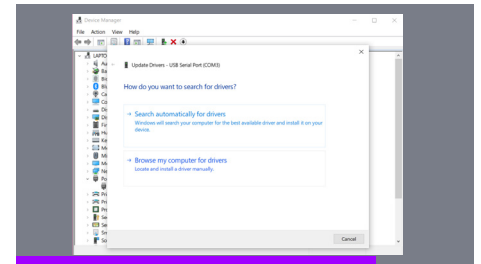 Device Manager
File Action View Help
LAPTO
Update Drivers - USB Serial Port (COM3)
How do you want to search for drivers?
→ Search automatically for drivers
Windows will search your computer for the best available driver and install it on your
device.
→ Browse my computer for drivers
Locate and install a driver manually.
Cancel